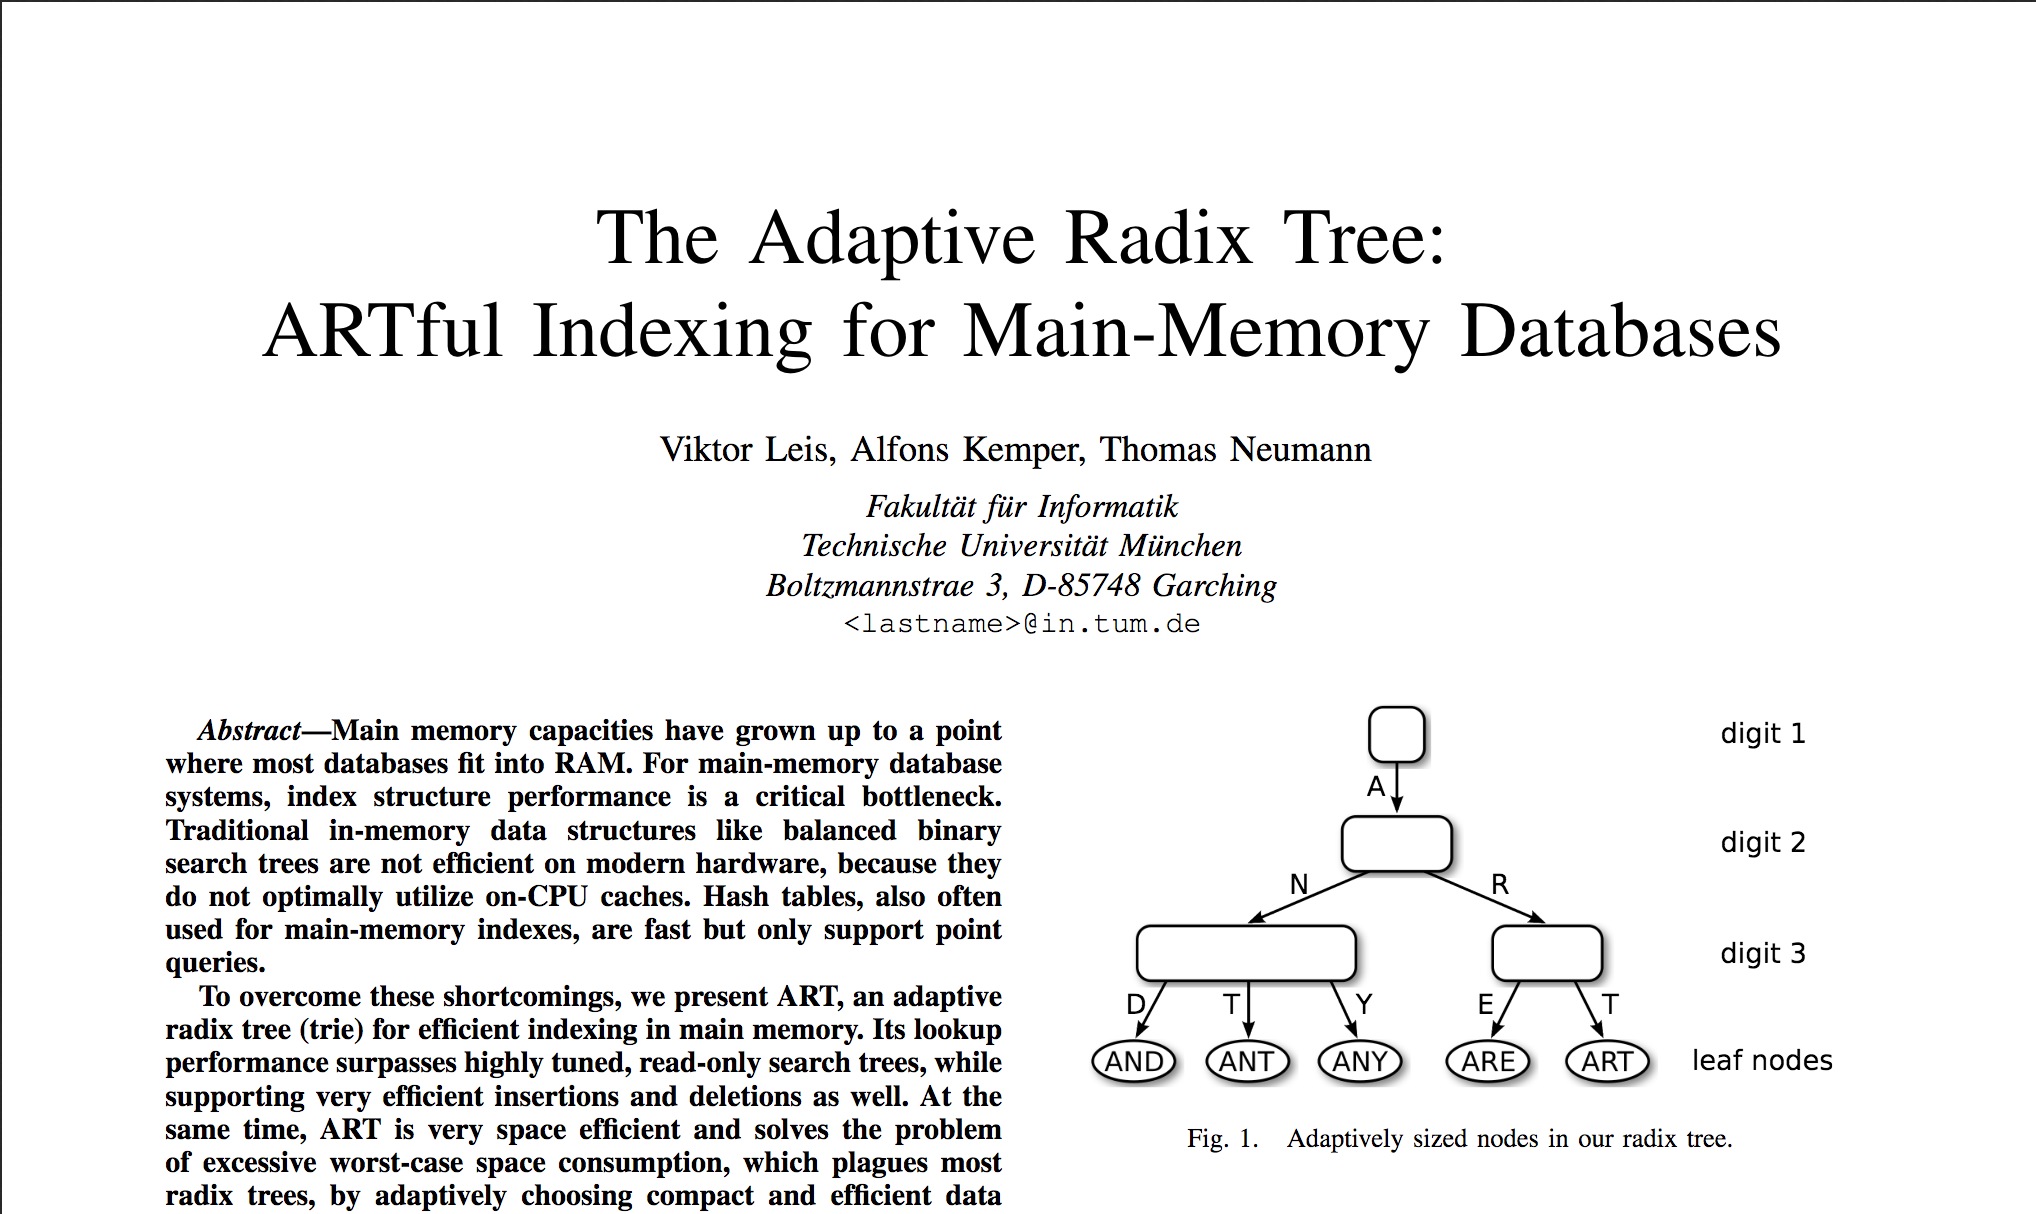 The Adaptive Radix Tree:
ARTful Indexing for Main-Memory Databases
Viktor Leis, Alfons Kemper, Thomas Neumann
Fakultät für Informatik
Technische Universität München
Boltzmannstrae 3, D-85748 Garching
<lastname>@in.tum.de
Abstract—Main memory capacities have grown up to a point
where most databases fit into RAM. For main-memory database
systems, index structure performance is a critical bottleneck.
Traditional in-memory data structures like balanced binary
search trees are not efficient on modern hardware, because they
do not optimally utilize on-CPU caches. Hash tables, also often
used for main-memory indexes, are fast but only support point
queries.
To overcome these shortcomings, we present ART, an adaptive
radix tree (trie) for efficient indexing in main memory. Its lookup
performance surpasses highly tuned, read-only search trees, while
supporting very efficient insertions and deletions as well. At the
same time, ART is very space efficient and solves the problem
of excessive worst-case space consumption, which plagues most
radix trees, by adaptively choosing compact and efficient data
digit 1
A
digit 2
N R
digit 3
D T Y E T
AND ANT ANY ARE ART leaf nodes
Fig. 1. Adaptively sized nodes in our radix tree.